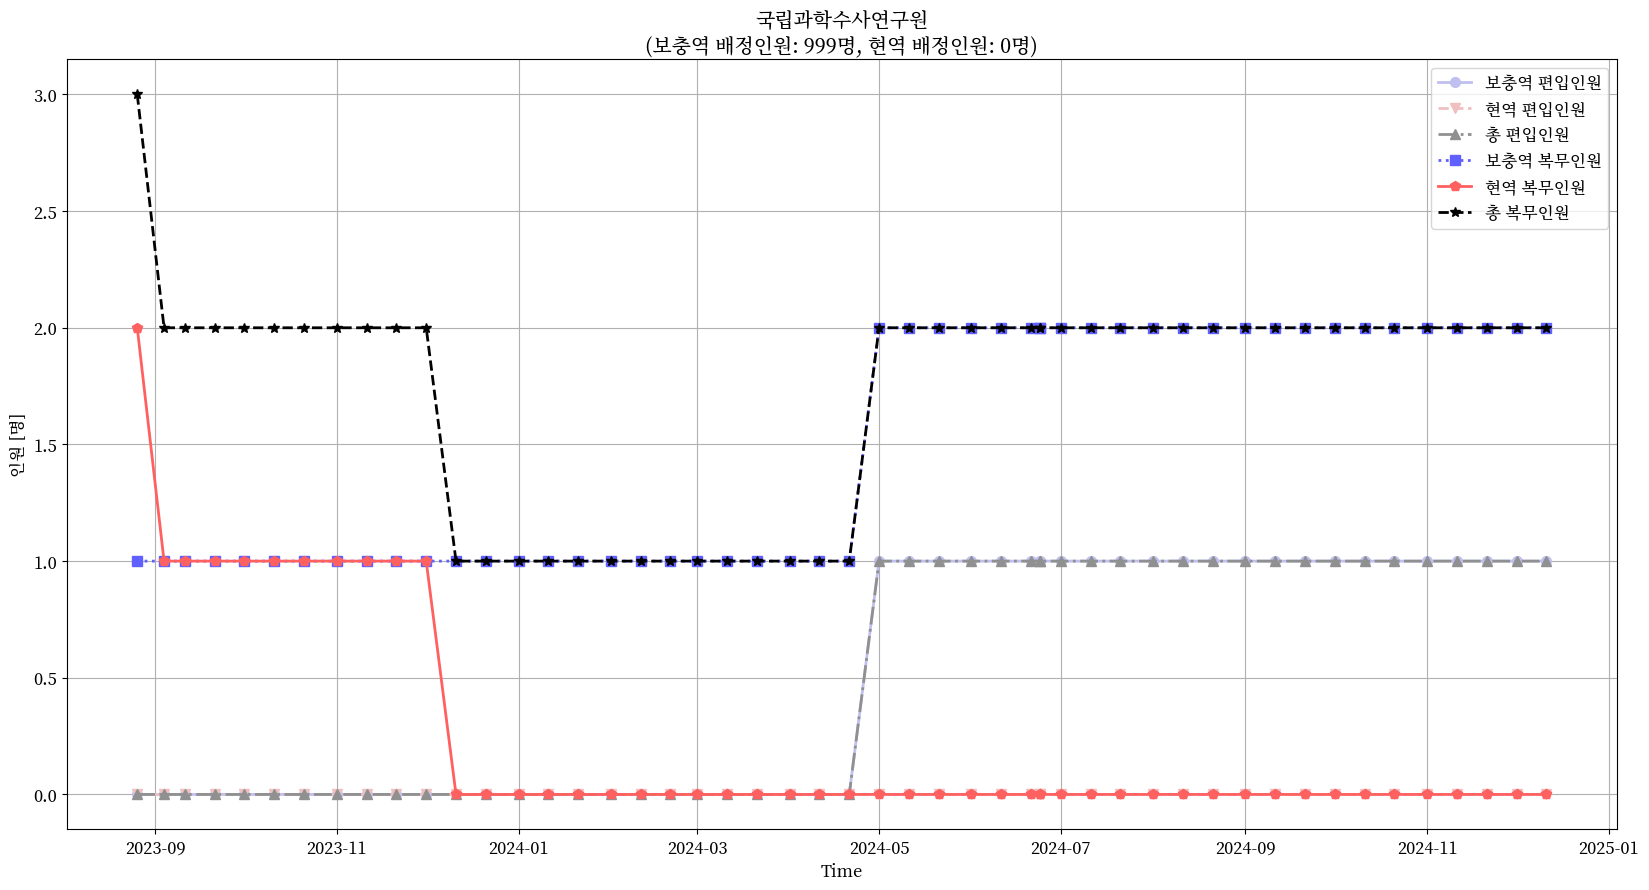 국립과학수사연구원
(보충역 배정인원: 999명, 현역 배정인원: 0명)
보충역 편입인원
현역 편입인원
총 편입인원
보충역 복무인원
현역 복무인원
총 복무인원
3.0
2.5
2.0
1.5
1.0
0.5
0.0
인원 [명]
2023-09 2023-11 2024-01 2024-03 2024-05 2024-07 2024-09 2024-11 2025-01
Time